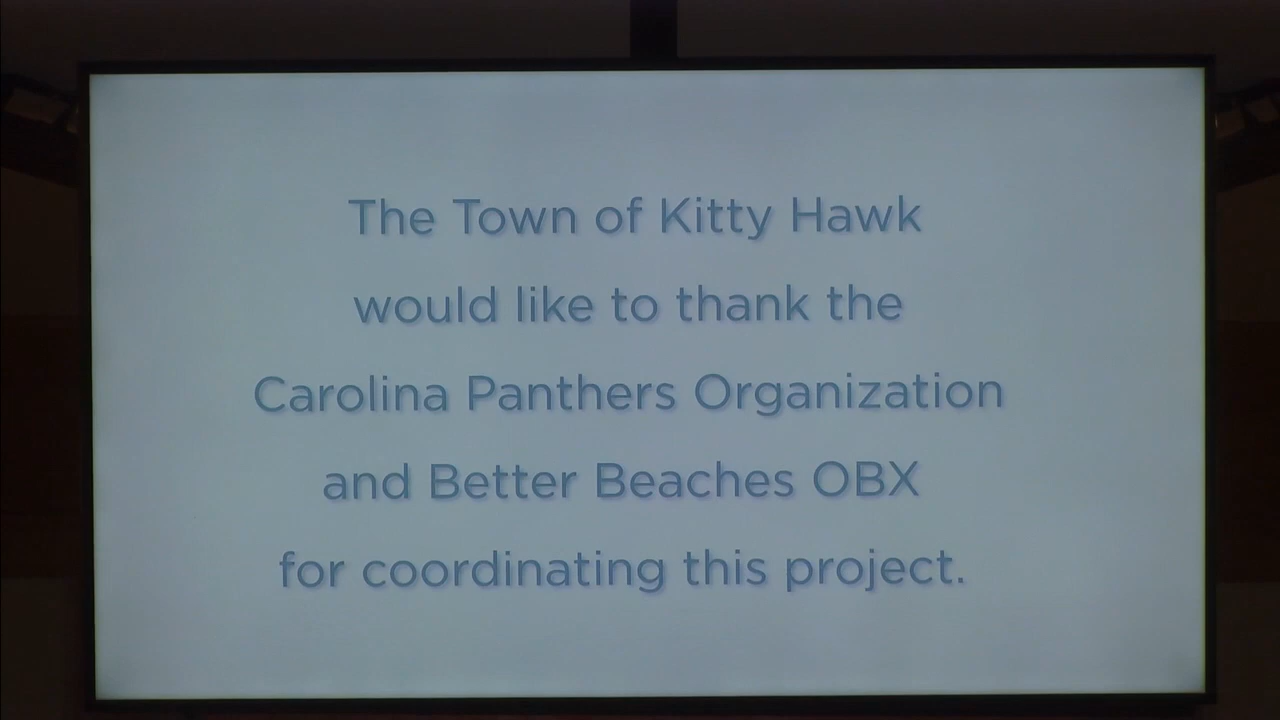 The Town of Kitty Hawk
would like to thank the
Carolina Panthers Organization
and Better Beaches OBX
for coordinating this project.